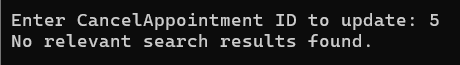 Enter CancelAppointment ID to update: 5
No relevant search results found.